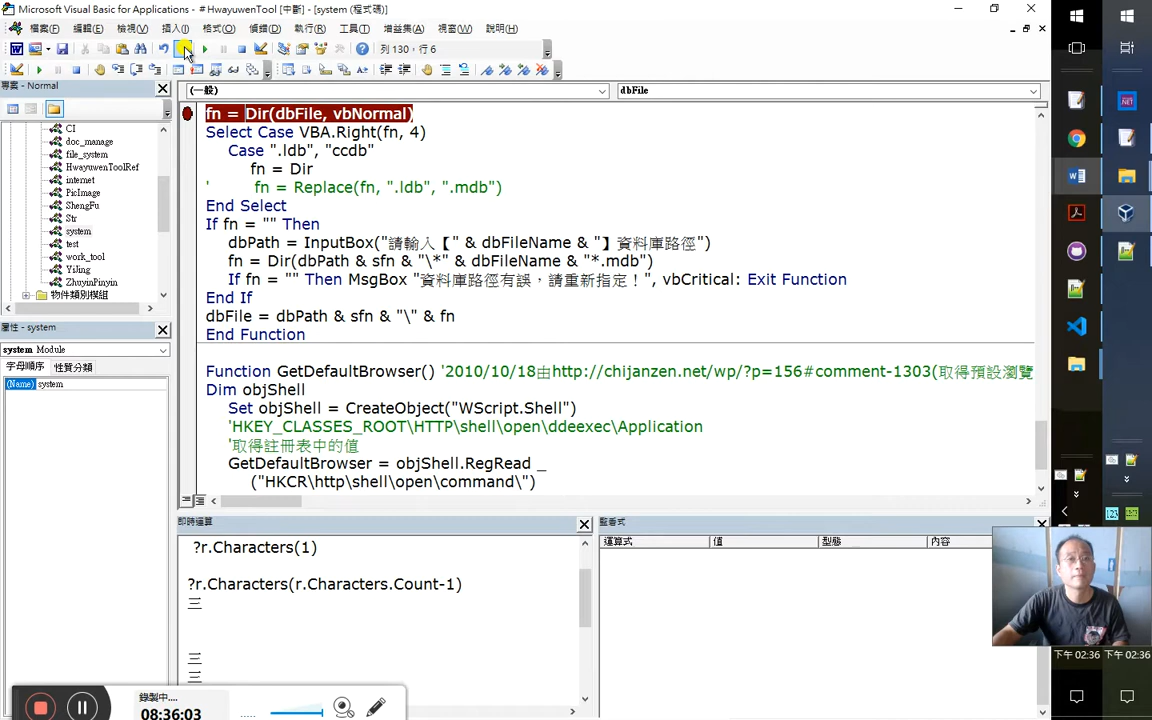 Microsoft Visual Basic for Applications - # HwayuwenTool [中斷] - [system (程式碼)]
檔案(F) 編輯(E) 檢視(V) 插入(I) 格式(O) 偵錯(D) 執行(R) 工具(T) 增益集(A) 視窗(W) 說明(H)
列 130，行 6
專案 - Normal
CI
doc_manage
file_system
HwayuwenToolRef
internet
PicImage
ShengFu
Str
system
test
work_tool
YiJing
ZhuyinPinyin
物件類別模組
屬性 - system
system Module
字母順序 性質分類
(Name) system
(一般) dbFile
fn = Dir(dbFile, vbNormal)
Select Case VBA.Right(fn, 4)
Case ".ldb", "ccdb"
fn = Dir
' fn = Replace(fn, ".ldb", ".mdb")
End Select
If fn = "" Then
dbPath = InputBox("請輸入【" & dbFileName & "】資料庫路徑")
fn = Dir(dbPath & sfn & "\*" & dbFileName & "*.mdb")
If fn = "" Then MsgBox "資料庫路徑有誤，請重新指定！", vbCritical: Exit Function
End If
dbFile = dbPath & sfn & "\" & fn
End Function
Function GetDefaultBrowser() '2010/10/18由http://chijanzen.net/wp/?p=156#comment-1303(取得預設瀏覽
Dim objShell
Set objShell = CreateObject("WScript.Shell")
'HKEY_CLASSES_ROOT\HTTP\shell\open\ddeexec\Application
'取得註冊表中的值
GetDefaultBrowser = objShell.RegRead _
("HKCR\http\shell\open\command\")
即時運算
?r.Characters(1)
?r.Characters(r.Characters.Count-1)
三
三
三
監看式
運算式 值 型態 內容
錄製中....
08:36:03
下午 02:36 下午 02:36